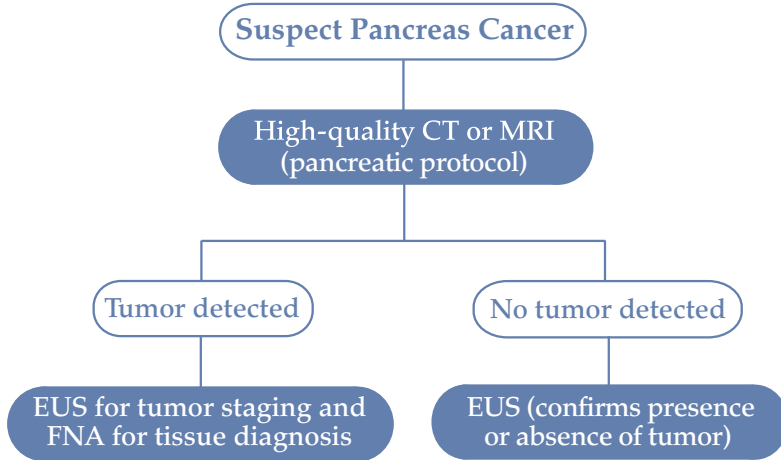 Suspect Pancreas Cancer
High-quality CT or MRI
(pancreatic protocol)
Tumor detected
No tumor detected
EUS for tumor staging and
FNA for tissue diagnosis
EUS (confirms presence
or absence of tumor)